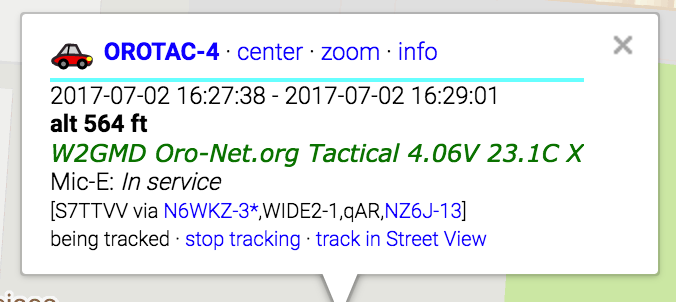 OROTAC-4 · center · zoom · info
2017-07-02 16:27:38 - 2017-07-02 16:29:01
alt 564 ft
W2GMD Oro-Net.org Tactical 4.06V 23.1C X
Mic-E: In service
[S7TTVV via N6WKZ-3*,WIDE2-1,qAR,NZ6J-13]
being tracked · stop tracking · track in Street View